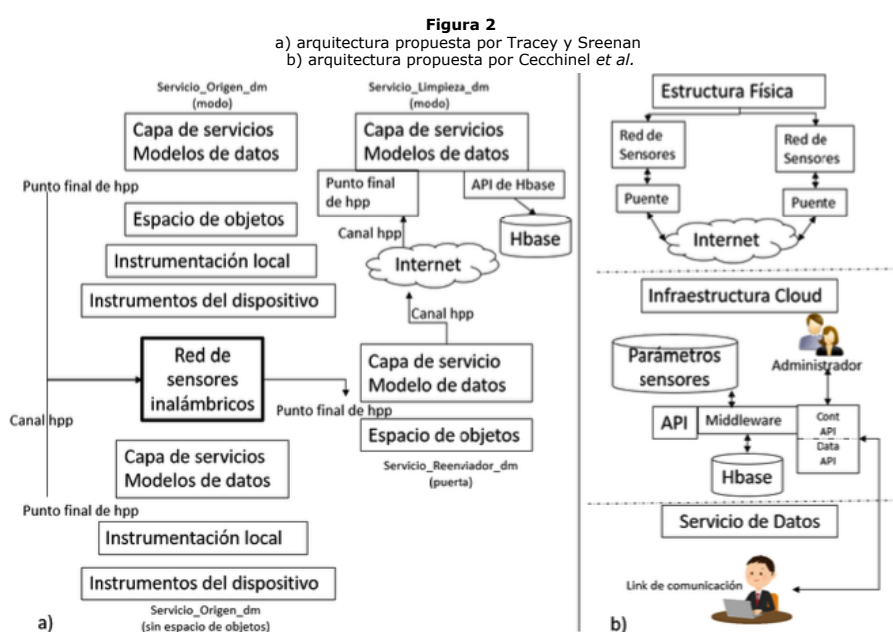 Figura 2
a) arquitectura propuesta por Tracey y Sreenan
b) arquitectura propuesta por Cecchinel et al.
Servicio_Origen_dm
(modo)
Capa de servicios
Modelos de datos
Punto final de hpp
Espacio de objetos
Instrumentación local
Instrumentos del dispositivo
Red de
sensores
inalámbricos
Canal hpp
Punto final de hpp
Capa de servicios
Modelos de datos
Punto final de hpp
Instrumentación local
Instrumentos del dispositivo
Servicio_Origen_dm
(sin espacio de objetos)
a)
Servicio_Limpieza_dm
(modo)
Capa de servicios
Modelos de datos
Punto final
de hpp
API de Hbase
Canal hpp
Hbase
Internet
Canal hpp
Capa de servicio
Modelo de datos
Espacio de objetos
Servicio_Reenviador_dm
(puerta)
Estructura Física
Red de
Sensores
Red de
Sensores
Puente
Puente
Internet
Infraestructura Cloud
Parámetros
sensores
Administrador
API
Middleware
Cont
API
Data
API
Hbase
Servicio de Datos
Link de comunicación
b)